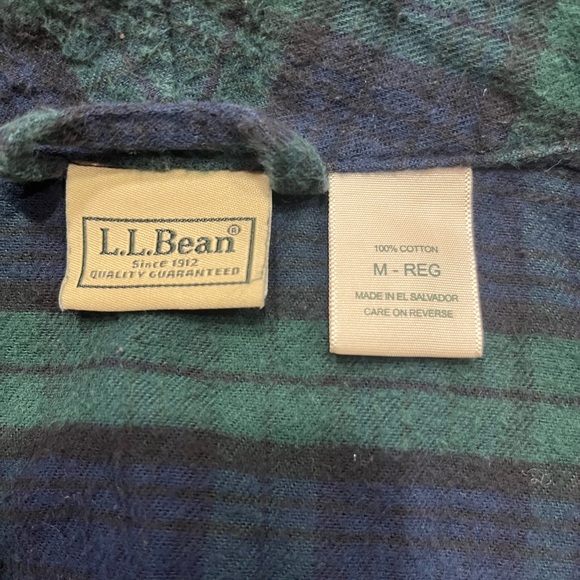 L.L.Bean®
Since 1912
QUALITY GUARANTEED
100% COTTON
M - REG
MADE IN EL SALVADOR
CARE ON REVERSE